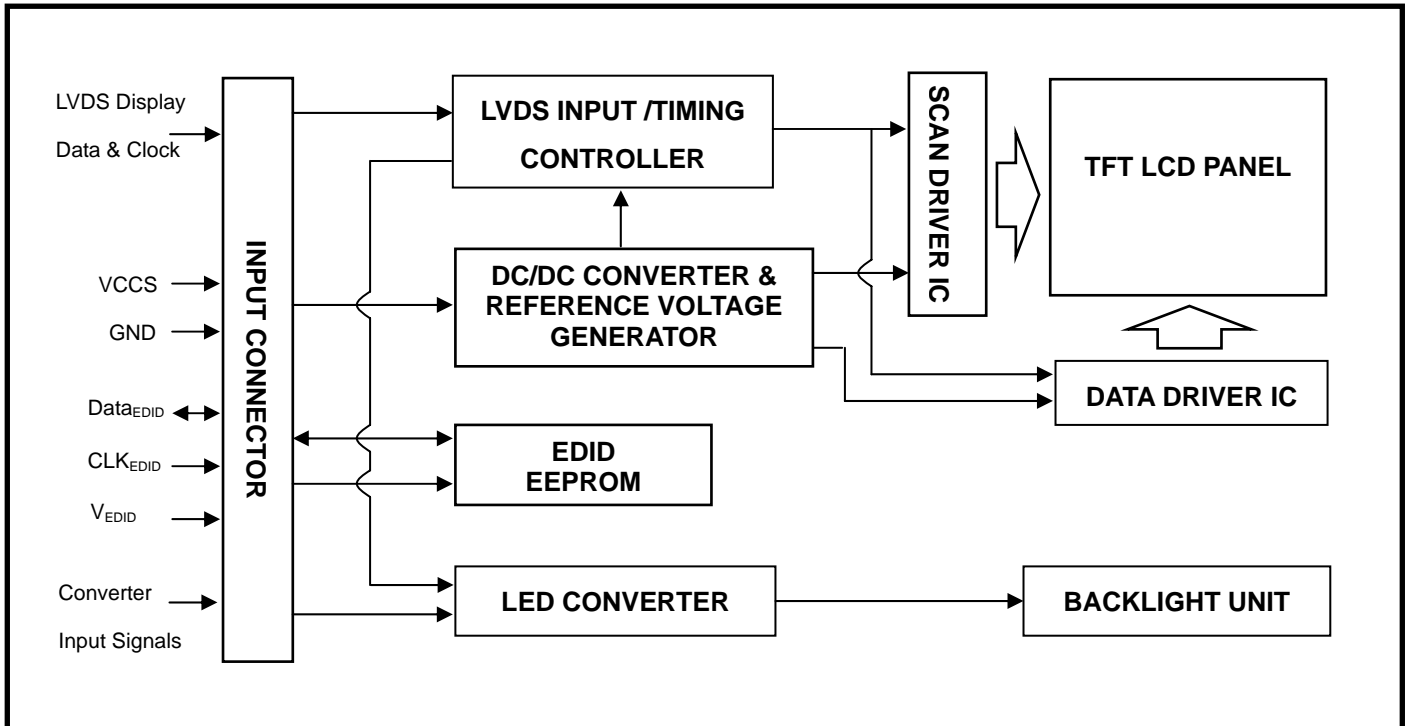 LVDS Display
Data & Clock
VCCS
GND
DataEDID
CLKEDID
VEDID
Converter
Input Signals
INPUT CONNECTOR
LVDS INPUT /TIMING
CONTROLLER
DC/DC CONVERTER &
REFERENCE VOLTAGE
GENERATOR
EDID
EEPROM
LED CONVERTER
SCAN DRIVER IC
TFT LCD PANEL
DATA DRIVER IC
BACKLIGHT UNIT